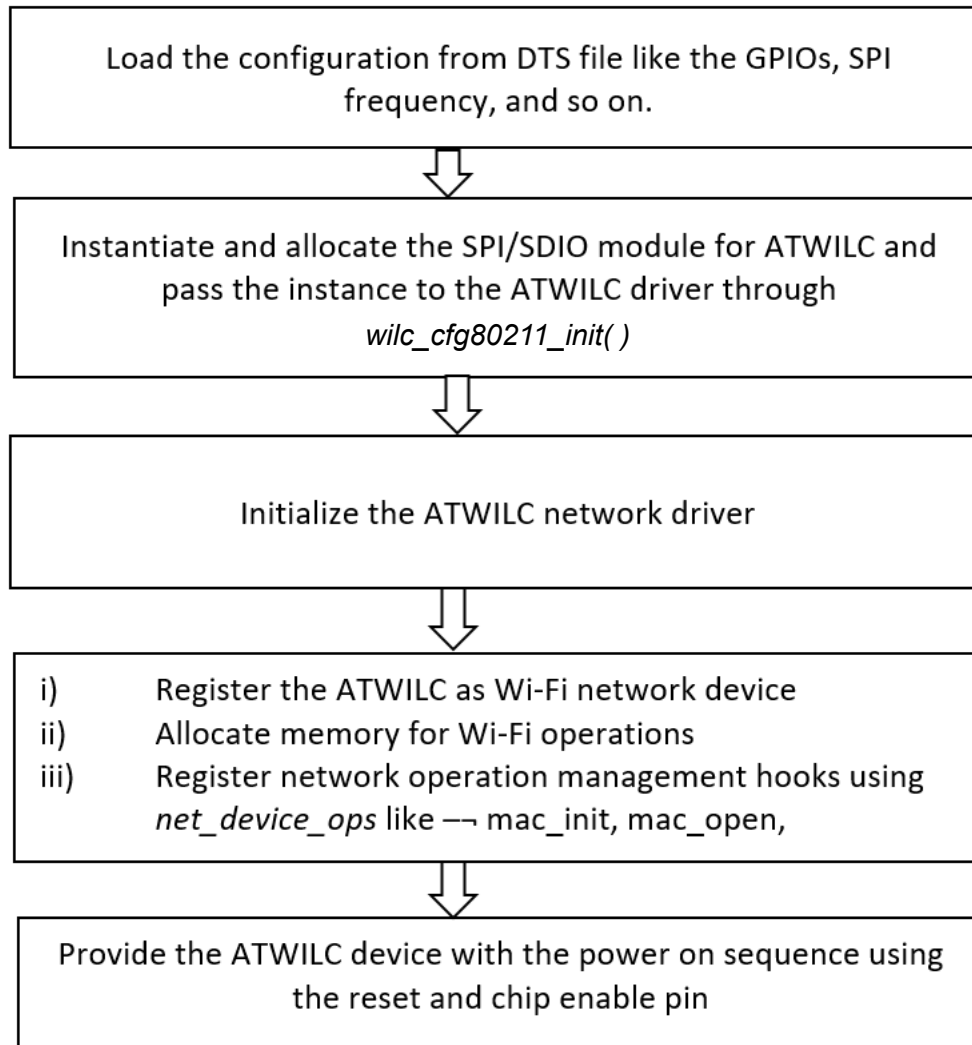 Load the configuration from DTS file like the GPIOs, SPI
frequency, and so on.
Instantiate and allocate the SPI/SDIO module for ATWILC and
pass the instance to the ATWILC driver through
wilc_cfg80211_init( )
Initialize the ATWILC network driver
i) Register the ATWILC as Wi-Fi network device
ii) Allocate memory for Wi-Fi operations
iii) Register network operation management hooks using
net_device_ops like –¬ mac_init, mac_open,
Provide the ATWILC device with the power on sequence using
the reset and chip enable pin